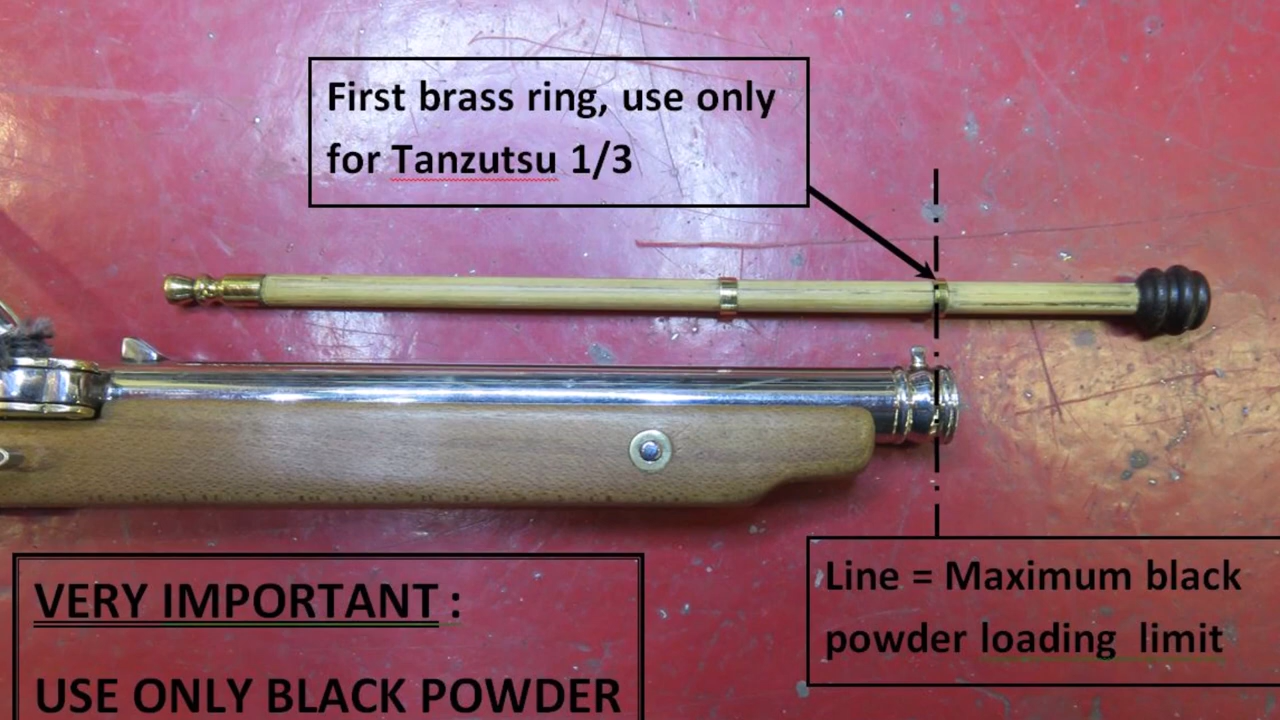 First brass ring, use only
for Tanzutsu 1/3
Line = Maximum black
powder loading limit
VERY IMPORTANT :
USE ONLY BLACK POWDER